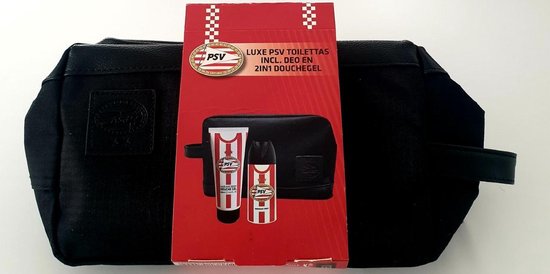 PSV
LUXE PSV TOILETTAS
INCL. DEO EN
2IN1 DOUCHEGEL
PSV
PSV